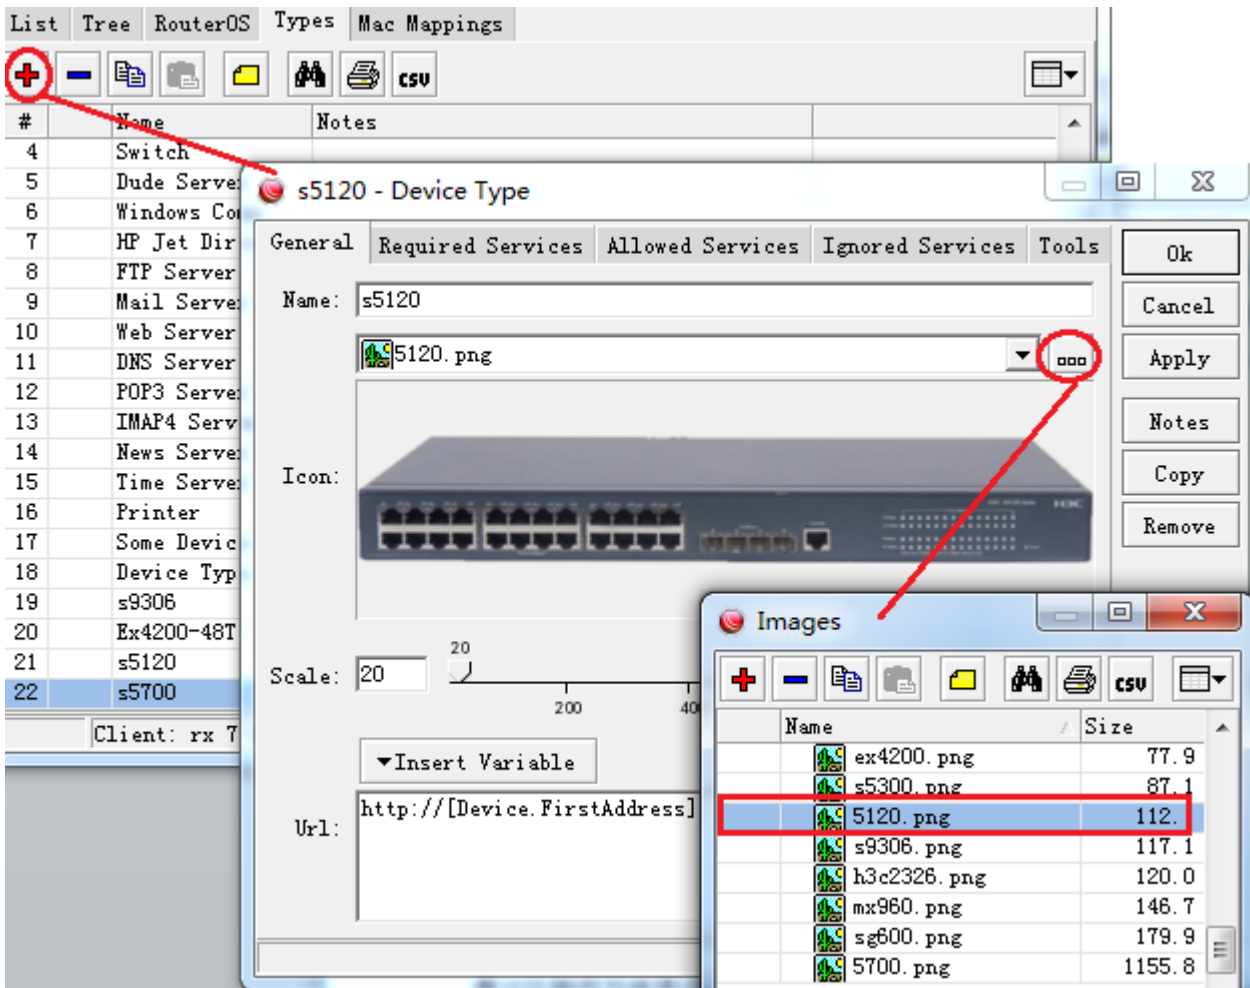 List Tree RouterOS Types Mac Mappings
csv
# Name Notes
4 Switch
5 Dude Serve
6 Windows Co
7 HP Jet Dir
8 FTP Server
9 Mail Serve
10 Web Server
11 DNS Server
12 POP3 Serve
13 IMAP4 Serv
14 News Serve
15 Time Serve
16 Printer
17 Some Devic
18 Device Typ
19 s9306
20 Ex4200-48T
21 s5120
22 s5700
Client: rx 7
s5120 - Device Type
General Required Services Allowed Services Ignored Services Tools
Name: s5120
5120.png
Icon:
H3C
Scale: 20
20
200 40
Insert Variable
Url: http://[Device.FirstAddress]
Ok
Cancel
Apply
Notes
Copy
Remove
Images
csv
Name Size
ex4200.png 77.9
s5300.png 87.1
5120.png 112.
s9306.png 117.1
h3c2326.png 120.0
mx960.png 146.7
sg600.png 179.9
5700.png 1155.8